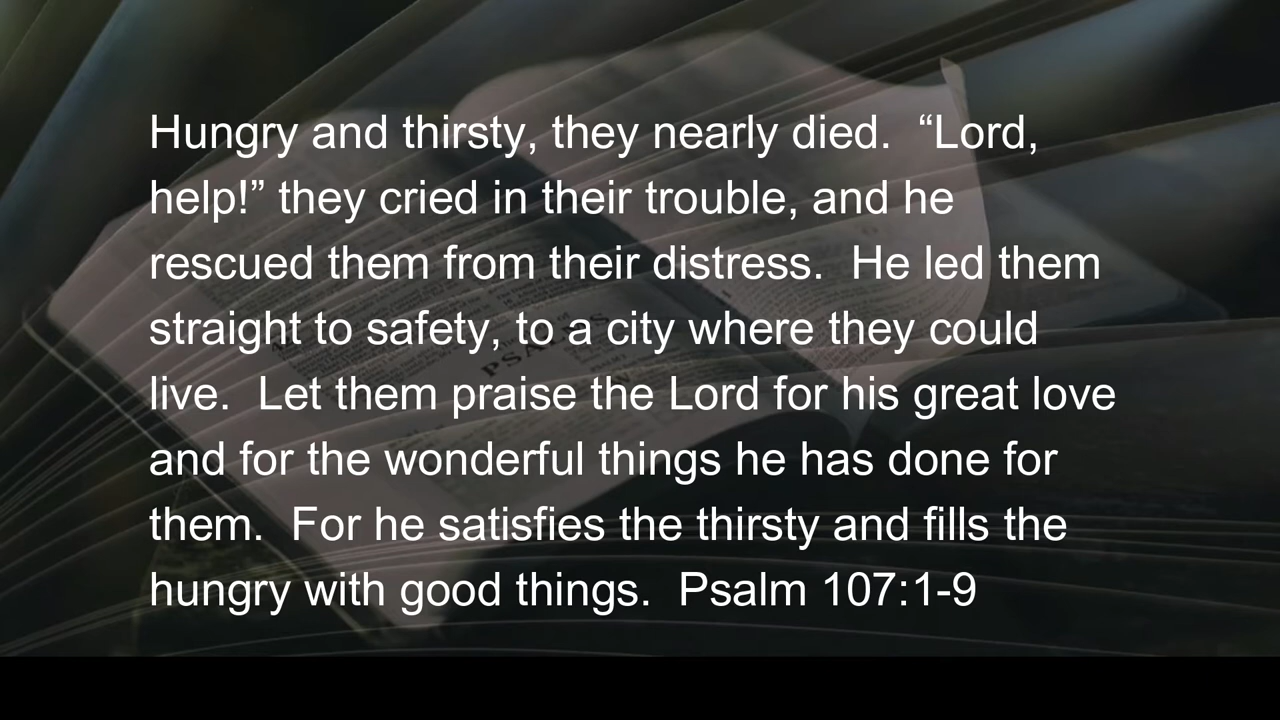 Hungry and thirsty, they nearly died.  “Lord,
help!” they cried in their trouble, and he
rescued them from their distress.  He led them
straight to safety, to a city where they could
live.  Let them praise the Lord for his great love
and for the wonderful things he has done for
them.  For he satisfies the thirsty and fills the
hungry with good things.  Psalm 107:1-9
PSALMS